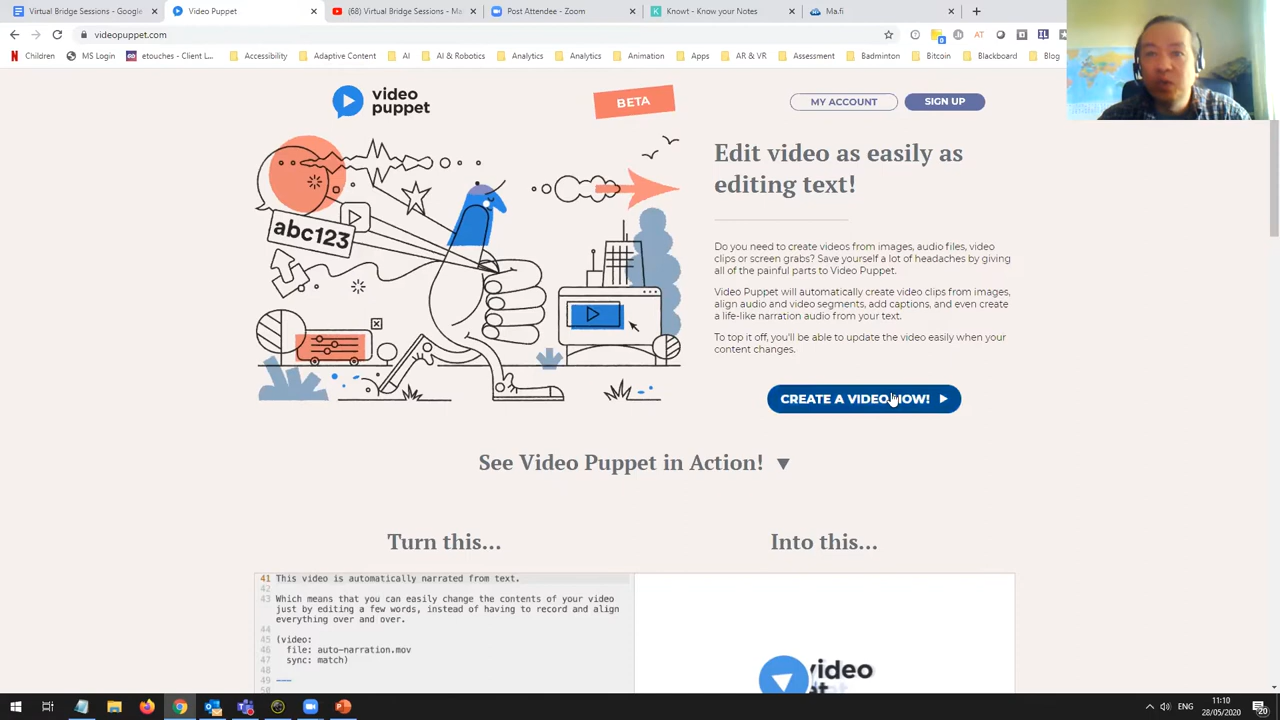 Virtual Bridge Sessions - Google
Video Puppet
(68) Virtual Bridge Sessions - Ma
Post Attendee - Zoom
Knowt - Know your Notes
Ma.fi
videopuppet.com
Children
MS Login
etouches - Client L...
Accessibility
Adaptive Content
AI
AI & Robotics
Analytics
Analytics
Animation
Apps
AR & VR
Assessment
Badminton
Bitcoin
Blackboard
Blog
video
puppet
BETA
MY ACCOUNT
SIGN UP
abc123
Edit video as easily as
editing text!
Do you need to create videos from images, audio files, video
clips or screen grabs? Save yourself a lot of headaches by giving
all of the painful parts to Video Puppet.
Video Puppet will automatically create video clips from images,
align audio and video segments, add captions, and even create
a life-like narration audio from your text.
To top it off, you'll be able to update the video easily when your
content changes.
CREATE A VIDEO NOW!
See Video Puppet in Action! ▼
Turn this...
Into this...
41 This video is automatically narrated from text.
42
43 Which means that you can easily change the contents of your video
just by editing a few words, instead of having to record and align
everything over and over.
44
45 (video:
46 file: auto-narration.mov
47 sync: match)
48
49 ---
50
video
ENG
11:10
28/05/2020
20